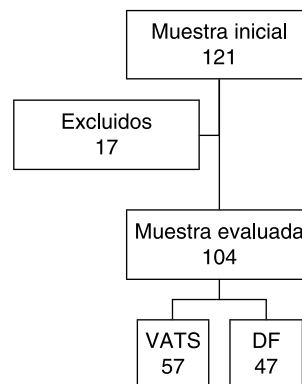 Muestra inicial
121
Excluidos
17
Muestra evaluada
104
VATS
57
DF
47